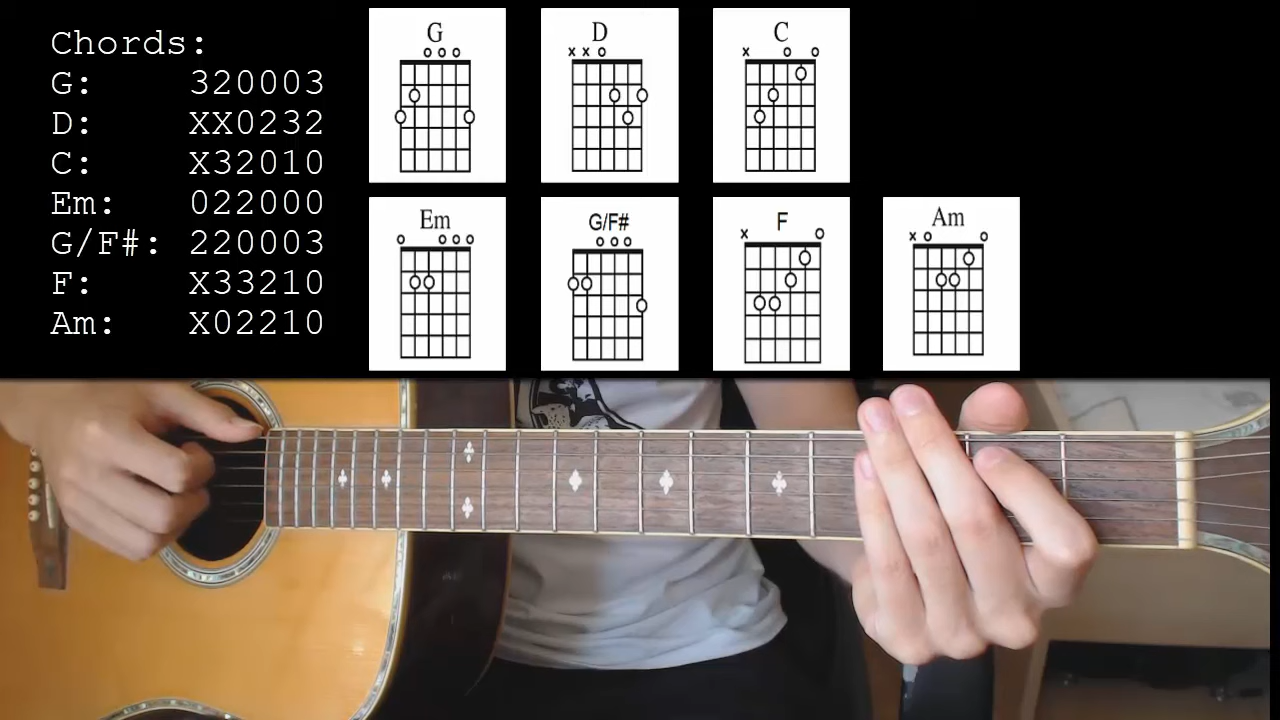 Chords:
G: 320003
D: XX0232
C: X32010
Em: 022000
G/F#: 220003
F: X33210
Am: X02210
G
D
x x o
C
x o o
Em
G/F#
F
x o
Am
x o o